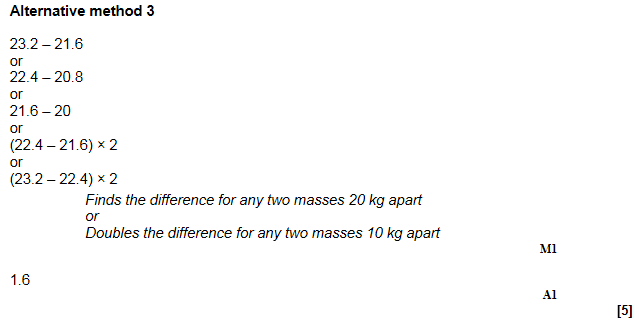 Alternative method 3
23.2 – 21.6
or
22.4 – 20.8
or
21.6 – 20
or
(22.4 – 21.6) × 2
or
(23.2 – 22.4) × 2
Finds the difference for any two masses 20 kg apart
or
Doubles the difference for any two masses 10 kg apart
M1
1.6
A1
[5]